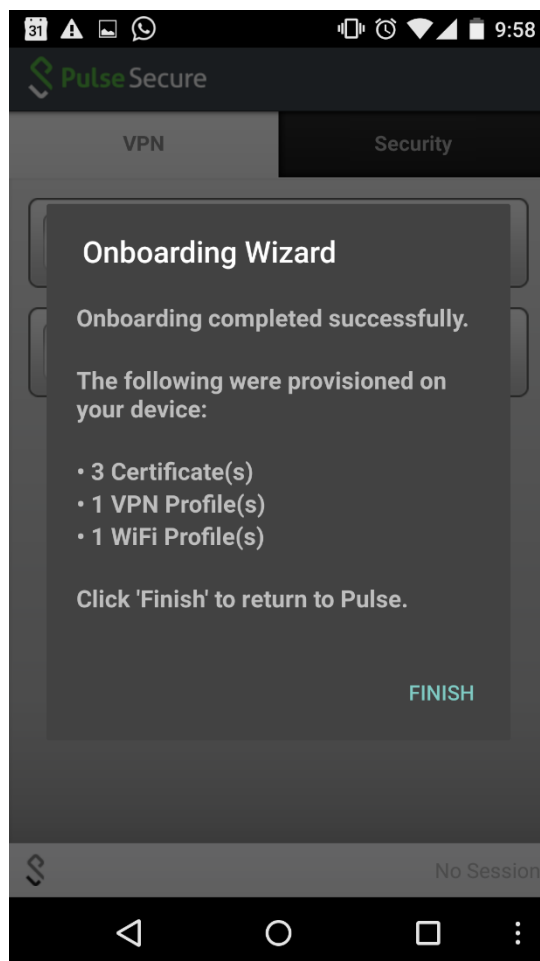 31
9:58
Pulse Secure
VPN
Security
Onboarding Wizard
Onboarding completed successfully.
The following were provisioned on
your device:
• 3 Certificate(s)
• 1 VPN Profile(s)
• 1 WiFi Profile(s)
Click 'Finish' to return to Pulse.
FINISH
No Session